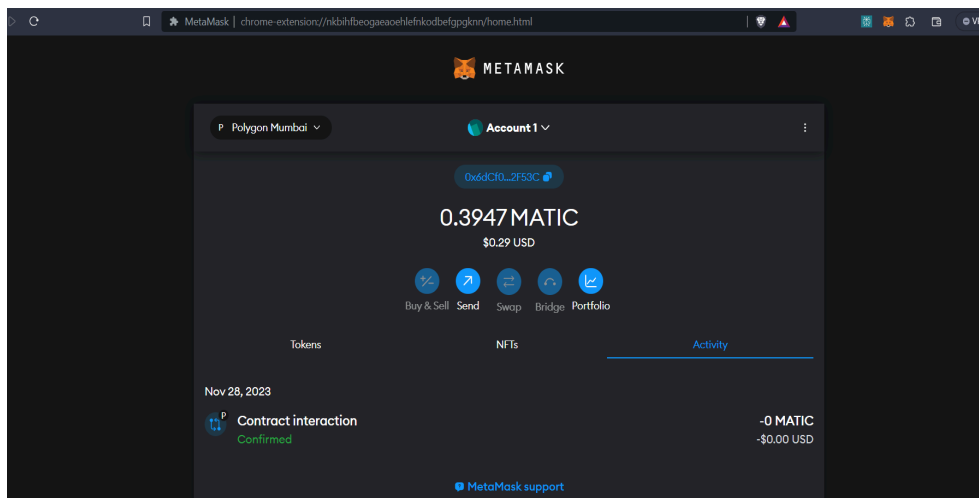 MetaMask | chrome-extension://nkbihfbeogaeaoehlefnkodbefgpgknn/home.html
METAMASK
P Polygon Mumbai
Account 1
0x6dCf0...2F53C
0.3947 MATIC
$0.29 USD
+/-
Buy & Sell Send Swap Bridge Portfolio
Tokens NFTs Activity
Nov 28, 2023
P
Contract interaction -0 MATIC
Confirmed -$0.00 USD
MetaMask support